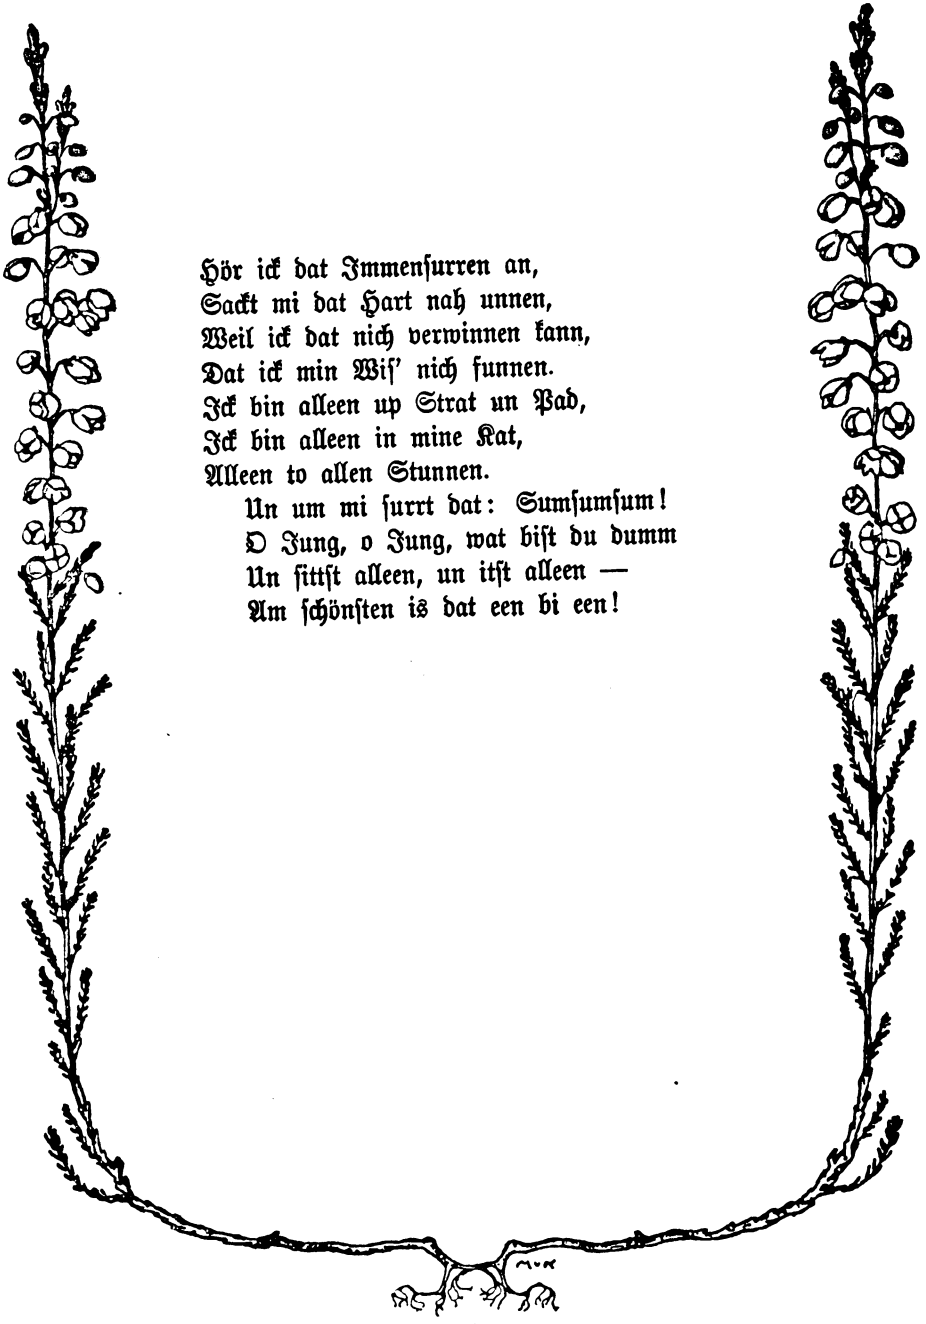 Hör ick dat Immensurren an,
Sackt mi dat Hart nah unnen,
Weil ick dat nich verwinnen kann,
Dat ick min Wis' nich funnen.
Ick bin alleen up Strat un Pad,
Ick bin alleen in mine Kat,
Alleen to allen Stunnen.
Un um mi surrt dat: Sumsumsum!
O Jung, o Jung, wat bist du dumm
Un sittst alleen, un itst alleen —
Am schönsten is dat een bi een!